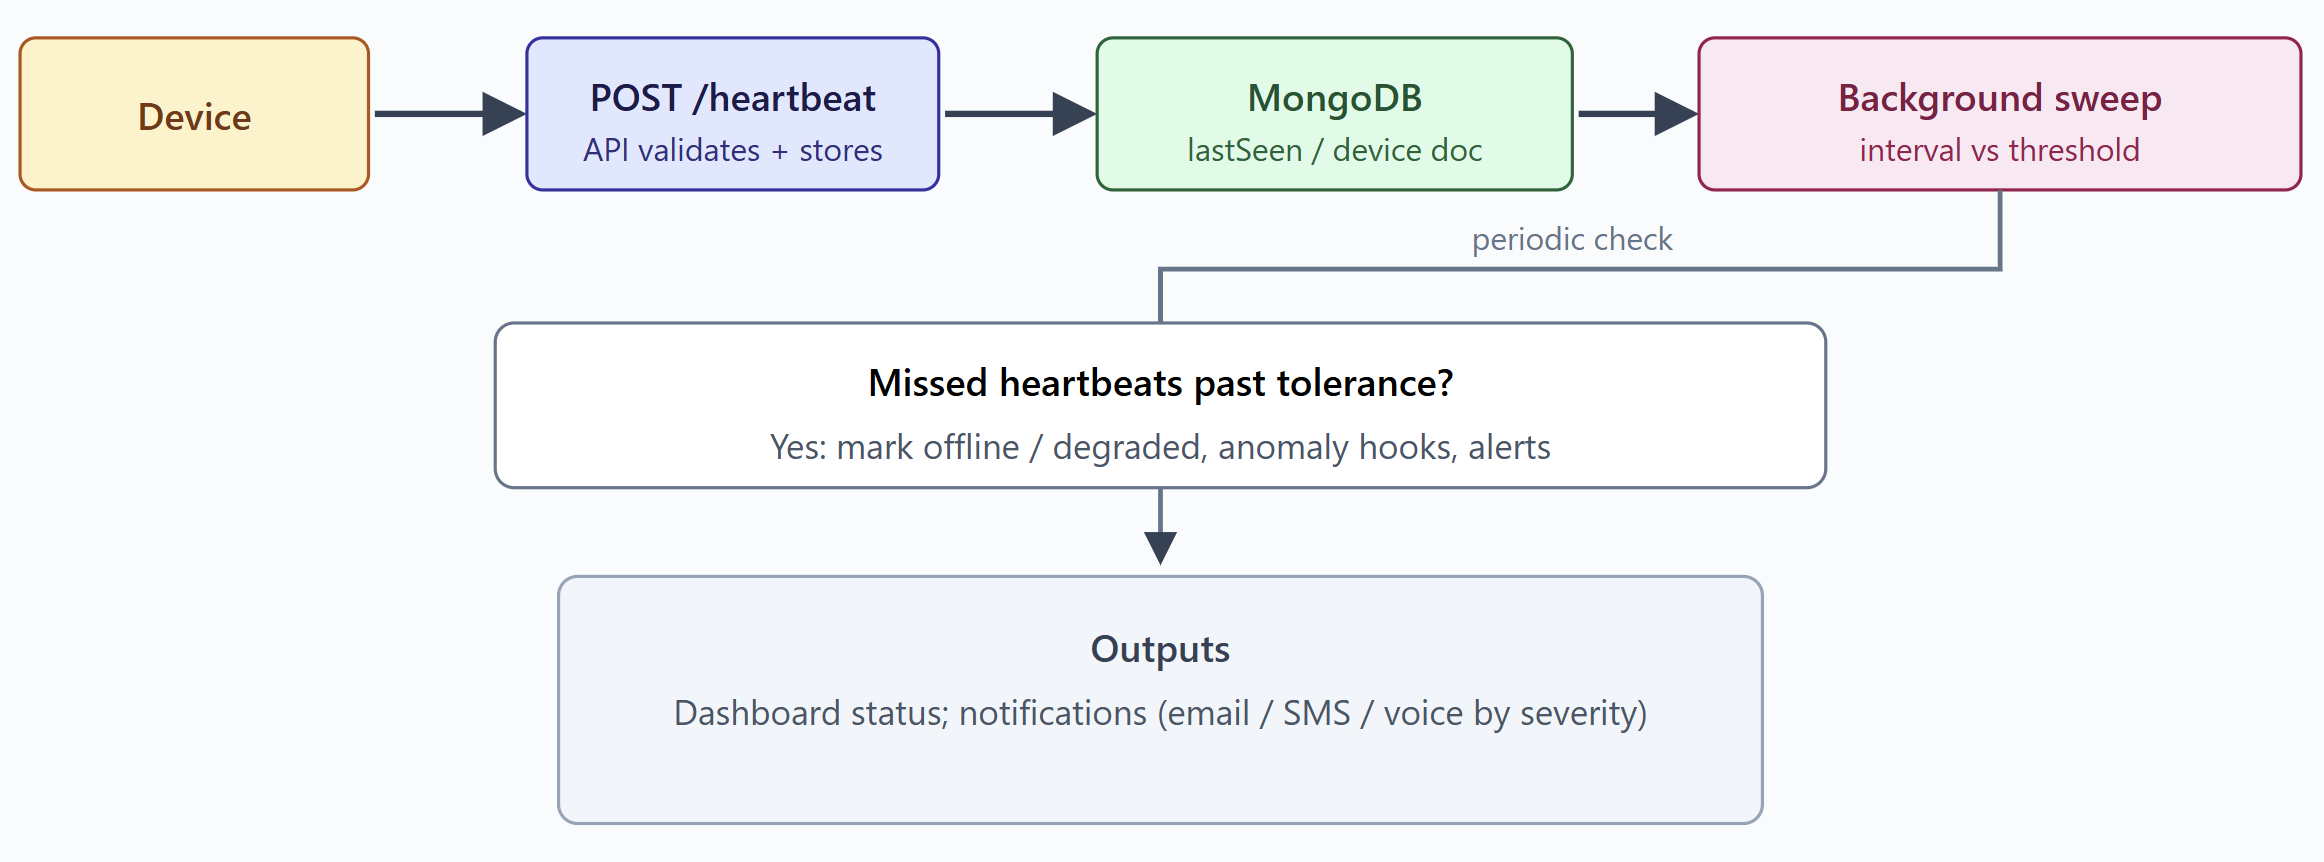 Device
POST /heartbeat
API validates + stores
MongoDB
lastSeen / device doc
Background sweep
interval vs threshold
periodic check
Missed heartbeats past tolerance?
Yes: mark offline / degraded, anomaly hooks, alerts
Outputs
Dashboard status; notifications (email / SMS / voice by severity)